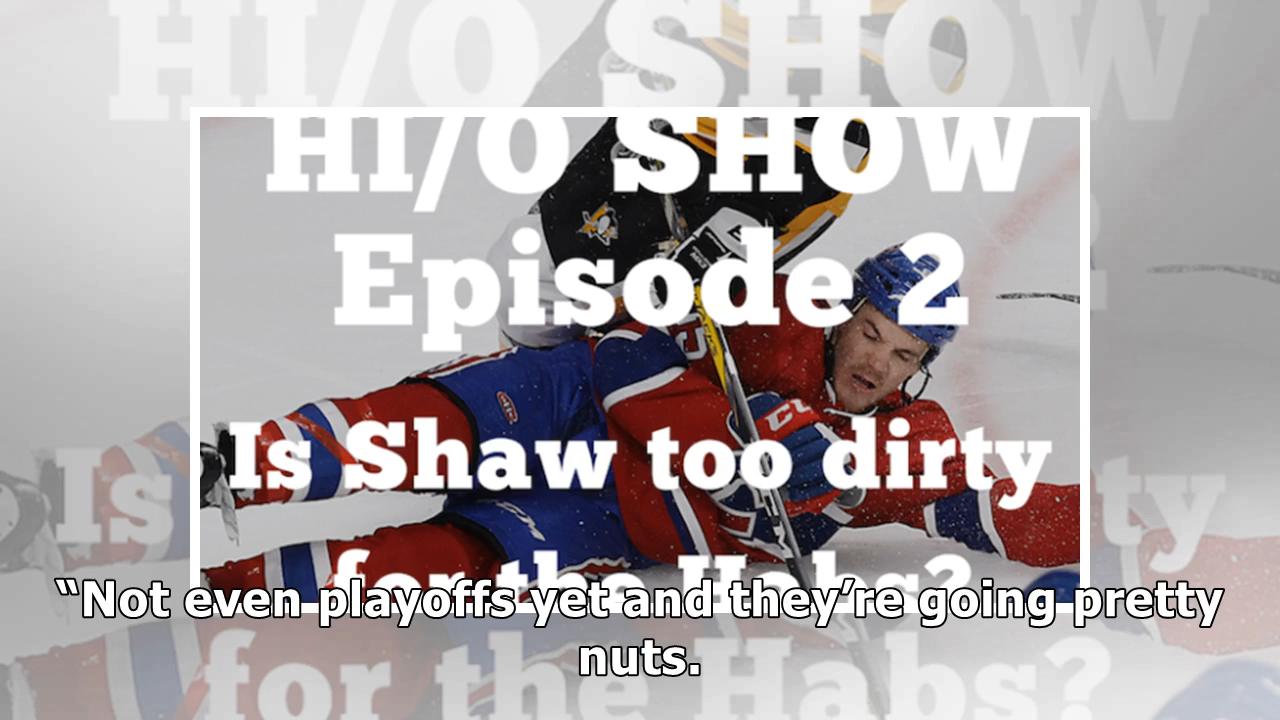 HI/O SHOW
Episode 2
Is Shaw too dirty
for the Habs?
“Not even playoffs yet and they’re going pretty
nuts.